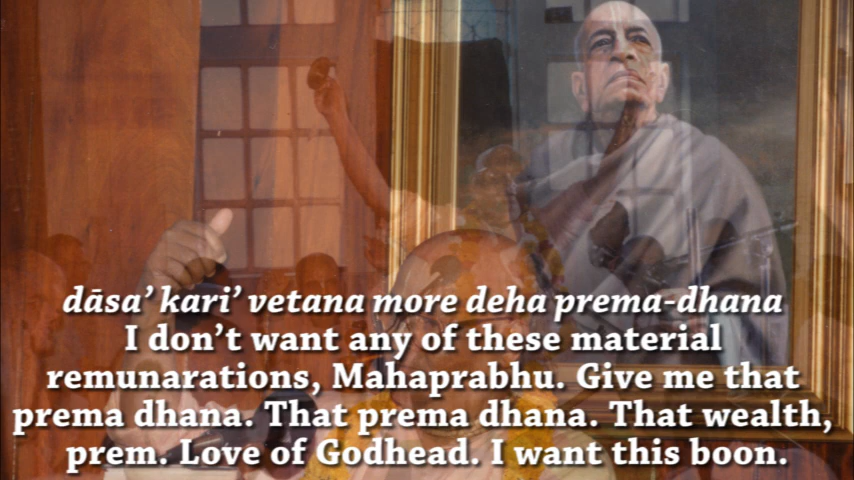 dāsa’ kari’ vetana more deha prema-dhana
I don’t want any of these material
remunarations, Mahaprabhu. Give me that
prema dhana. That prema dhana. That wealth,
prem. Love of Godhead. I want this boon.